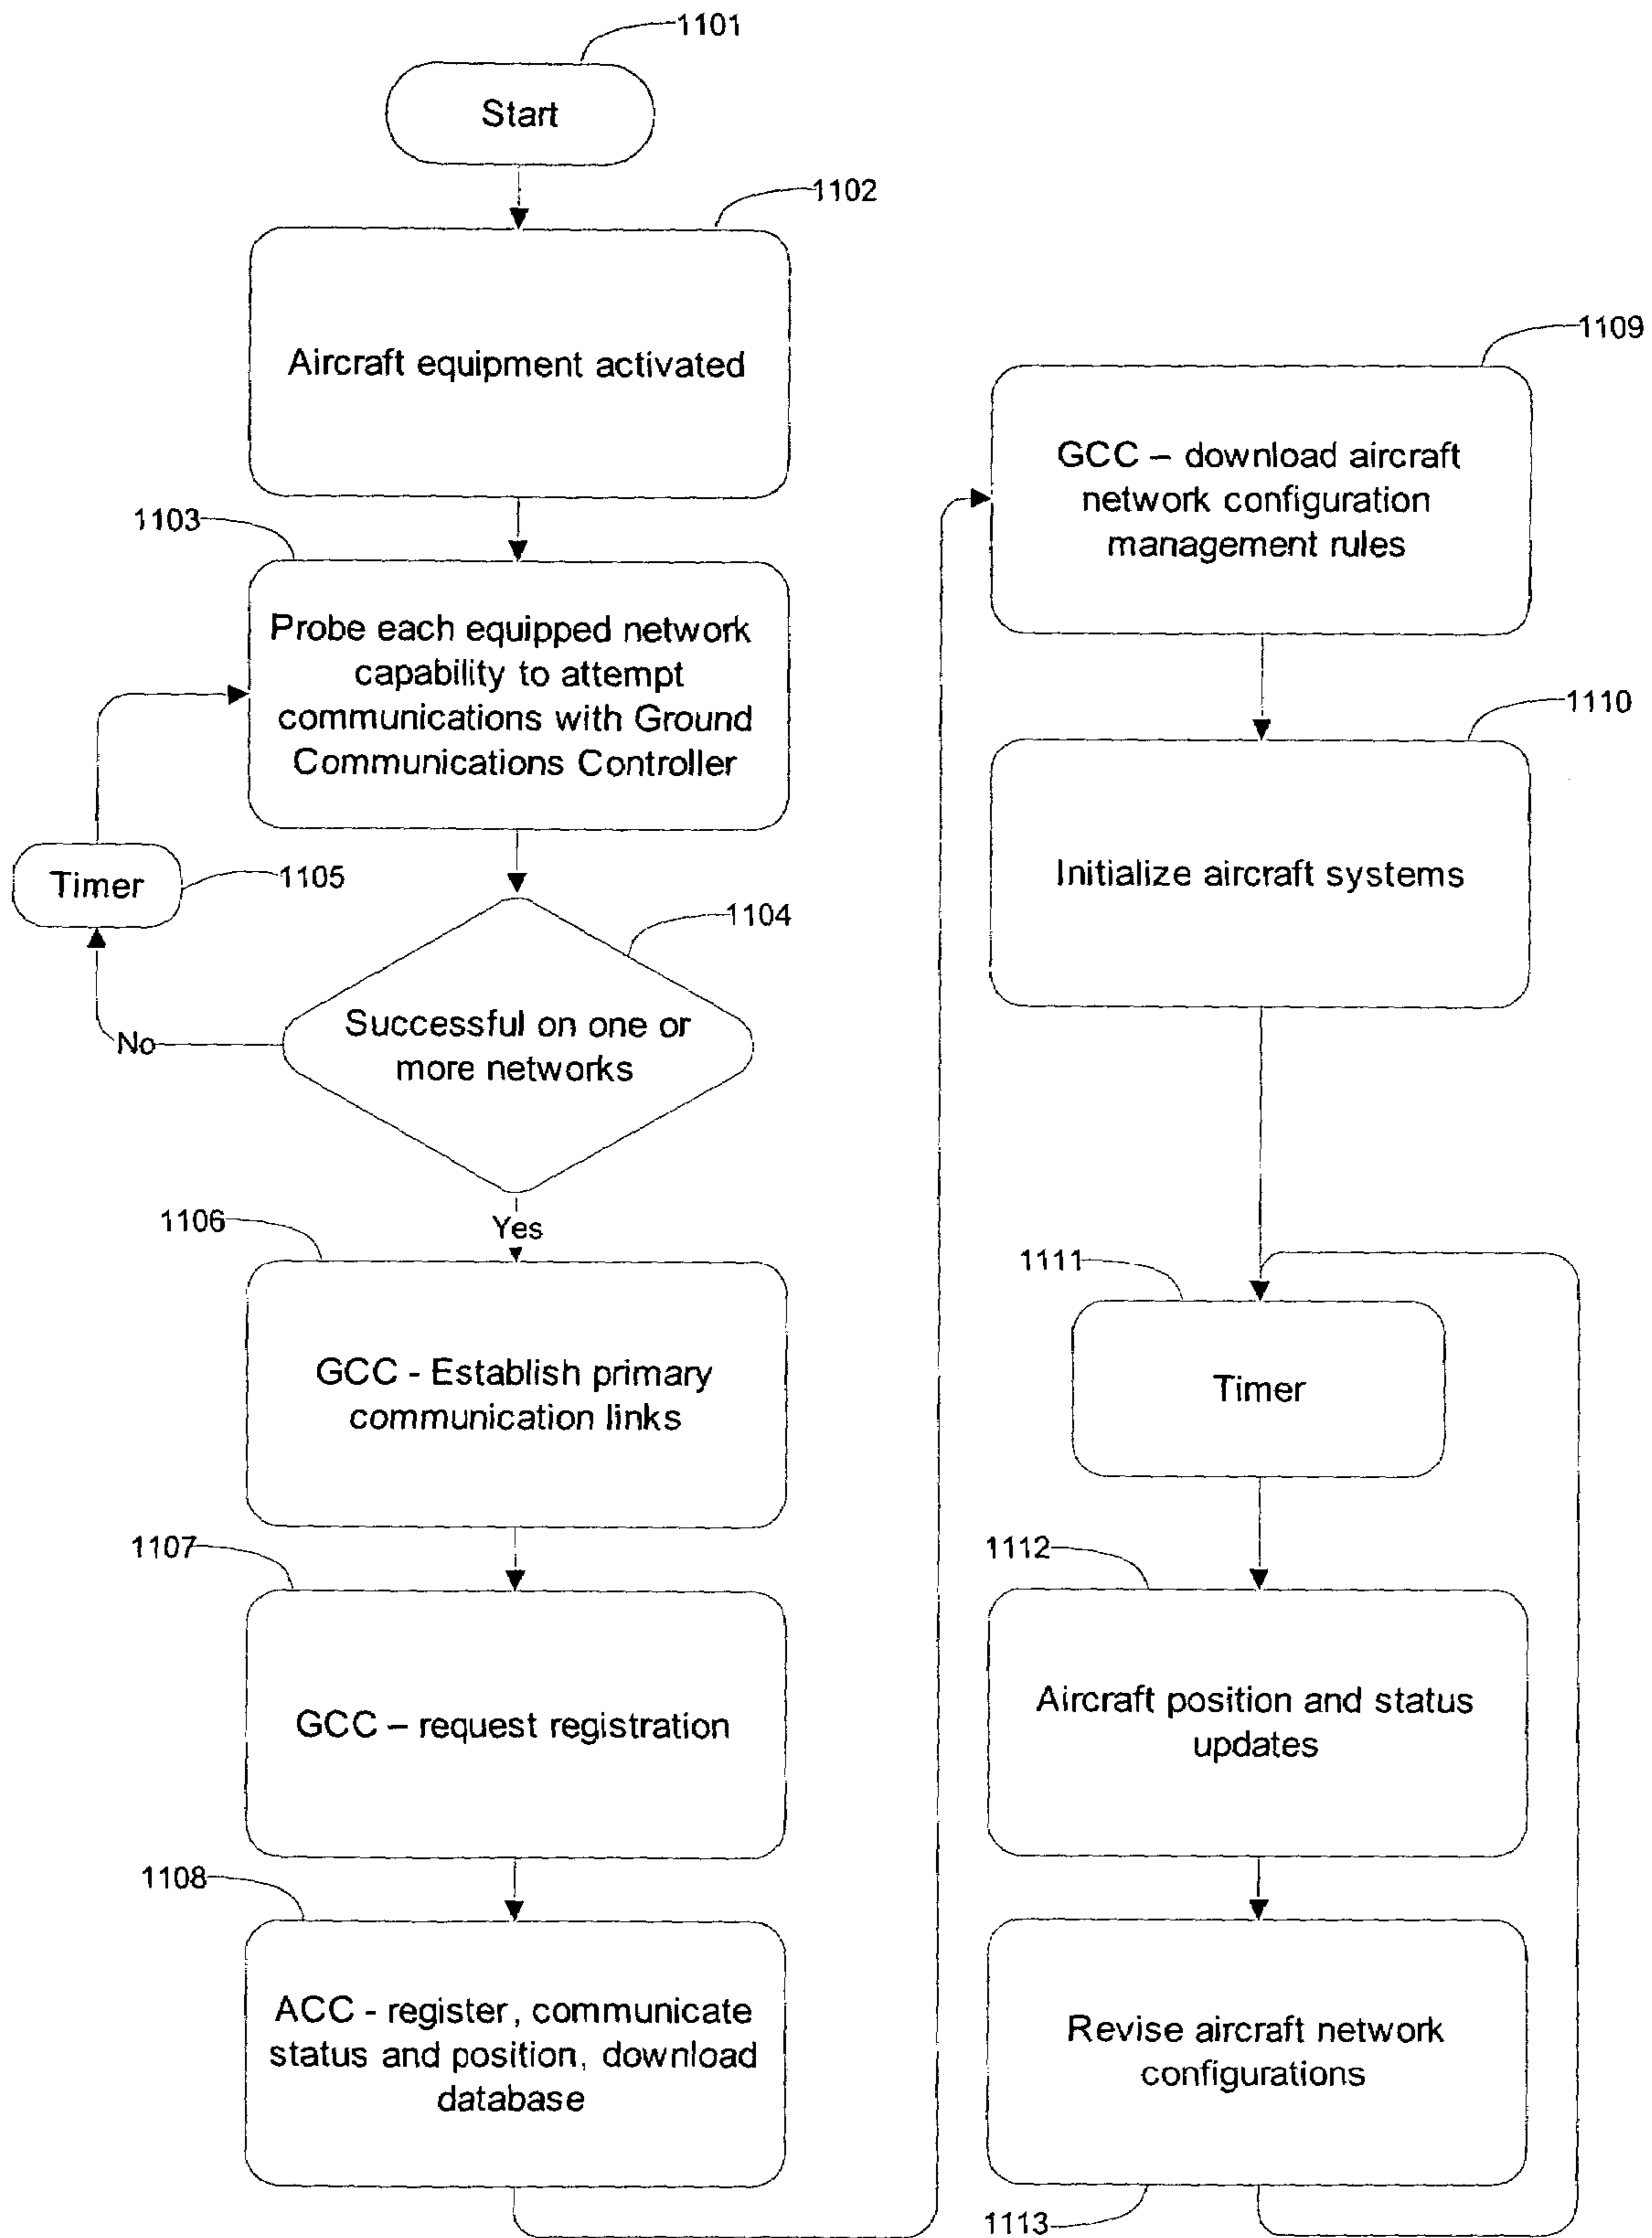 1101
Start
1102
Aircraft equipment activated
1103
Probe each equipped network
capability to attempt
communications with Ground
Communications Controller
Timer
1105
1104
Successful on one or
more networks
No
Yes
1106
GCC - Establish primary
communication links
1107
GCC – request registration
1108
ACC - register, communicate
status and position, download
database
1109
GCC – download aircraft
network configuration
management rules
1110
Initialize aircraft systems
1111
Timer
1112
Aircraft position and status
updates
Revise aircraft network
configurations
1113